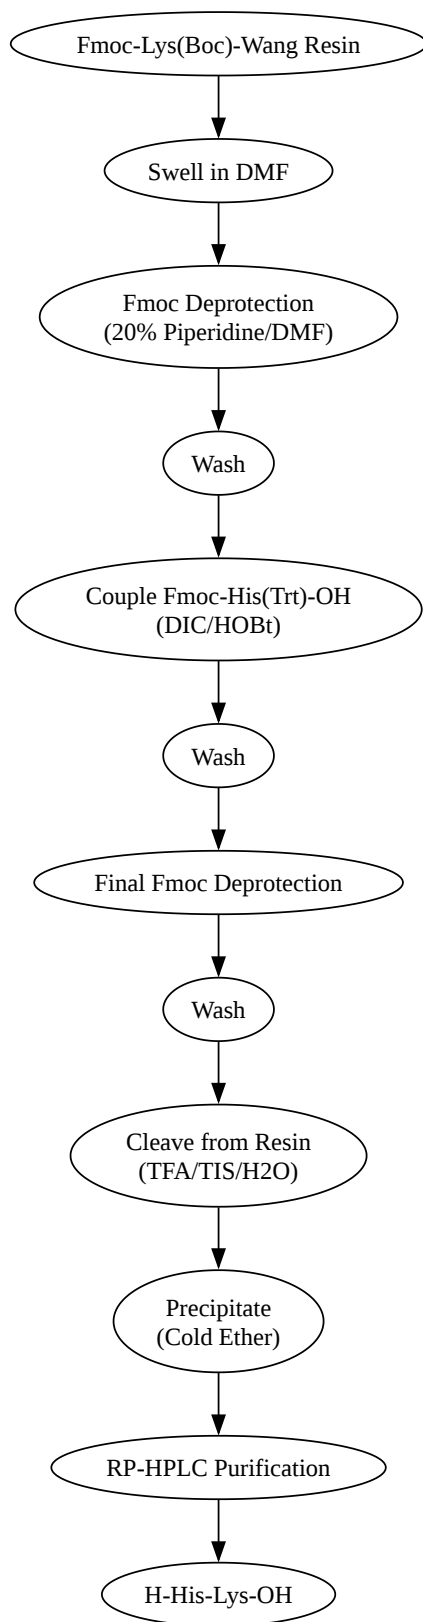 Fmoc-Lys(Boc)-Wang Resin
Swell in DMF
Fmoc Deprotection
(20% Piperidine/DMF)
Wash
Couple Fmoc-His(Trt)-OH
(DIC/HOBt)
Wash
Final Fmoc Deprotection
Wash
Cleave from Resin
(TFA/TIS/H2O)
Precipitate
(Cold Ether)
RP-HPLC Purification
H-His-Lys-OH